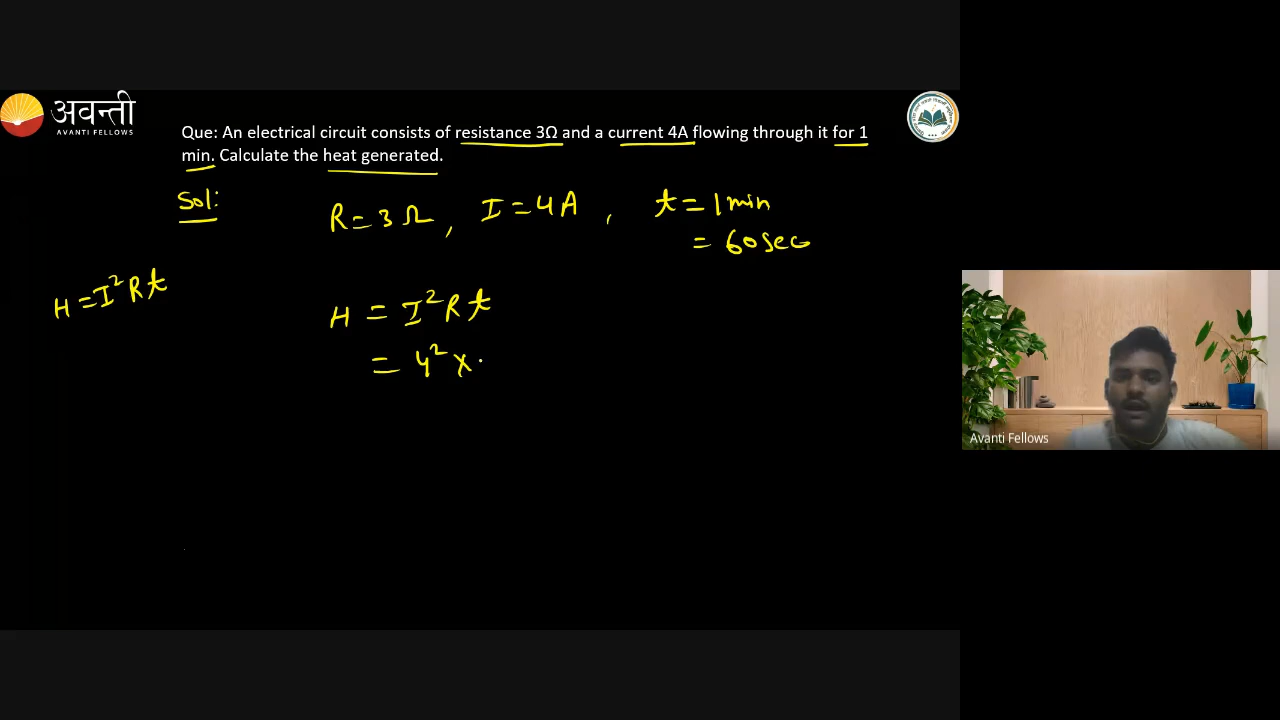 अवन्ती
AVANTI FELLOWS
Que: An electrical circuit consists of resistance 3Ω and a current 4A flowing through it for 1
min. Calculate the heat generated.
Sol:
R = 3 Ω , I = 4A , t = 1 min
= 60 sec
H = I²Rt
H = I²Rt
= 4² x
Avanti Fellows